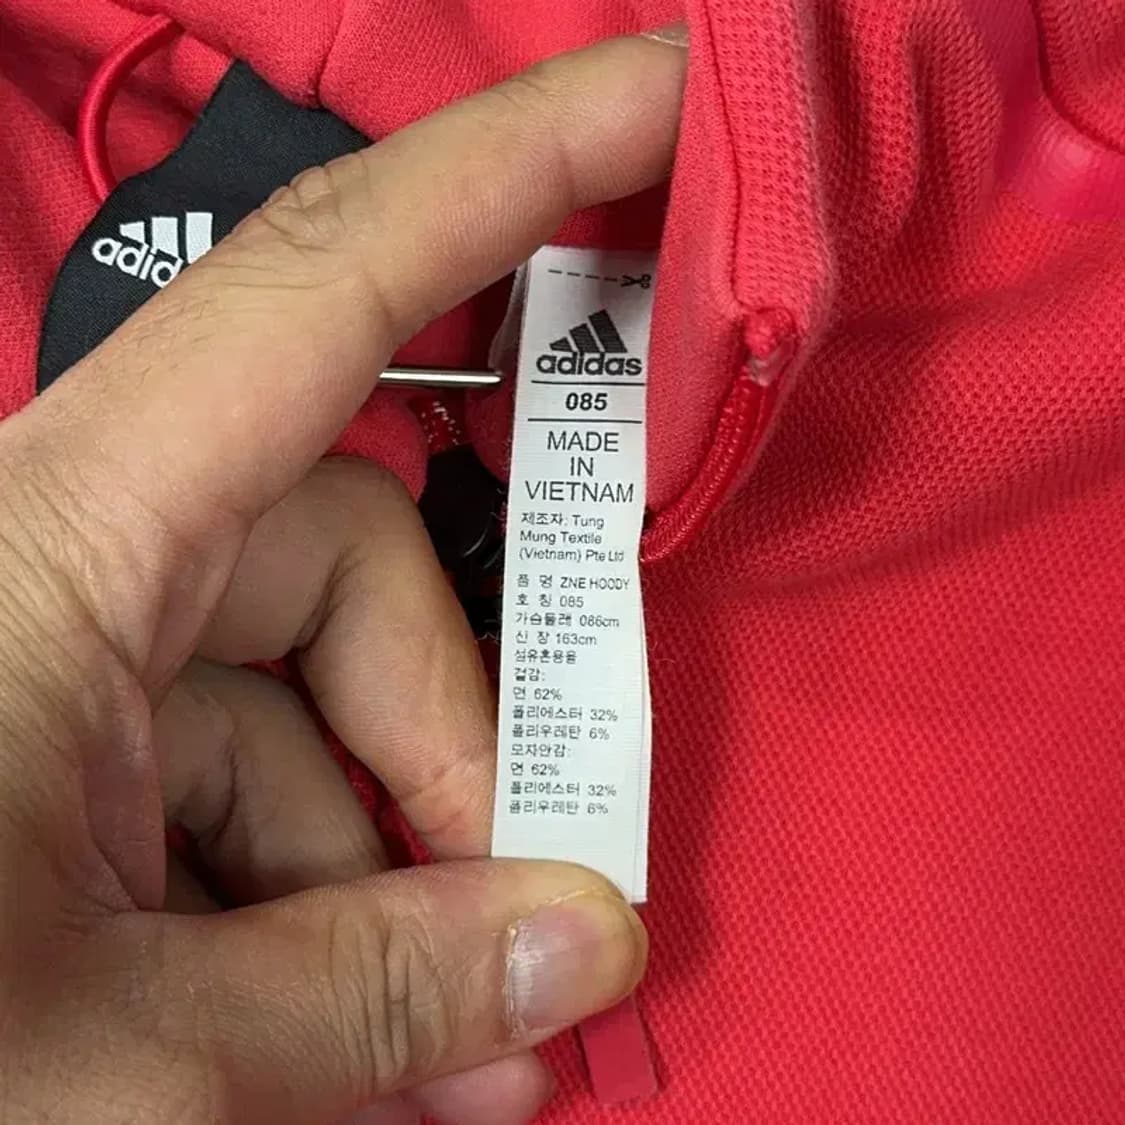 adid
adidas
085
MADE
IN
VIETNAM
제조자: Tung
Mung Textile
(Vietnam) Pte Ltd
품 명 ZNE HOODY
호 칭 085
가슴둘레 086cm
신 장 163cm
섬유혼용율
겉감:
면 62%
폴리에스터 32%
폴리우레탄 6%
모자안감:
면 62%
폴리에스터 32%
폴리우레탄 6%